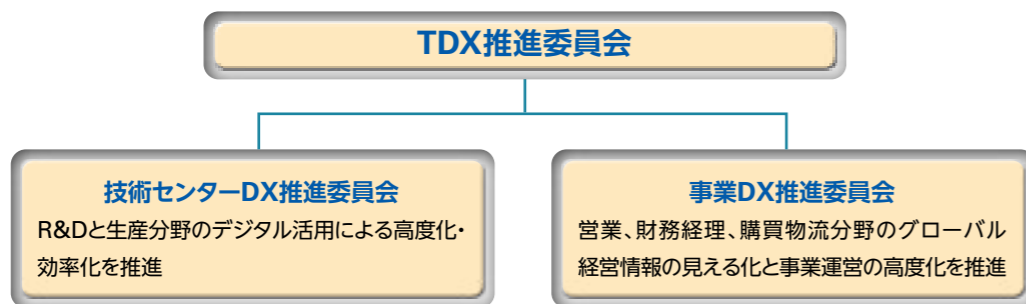 TDX推進委員会
技術センターDX推進委員会
R&Dと生産分野のデジタル活用による高度化・
効率化を推進
事業DX推進委員会
営業、財務経理、購買物流分野のグローバル
経営情報の見える化と事業運営の高度化を推進